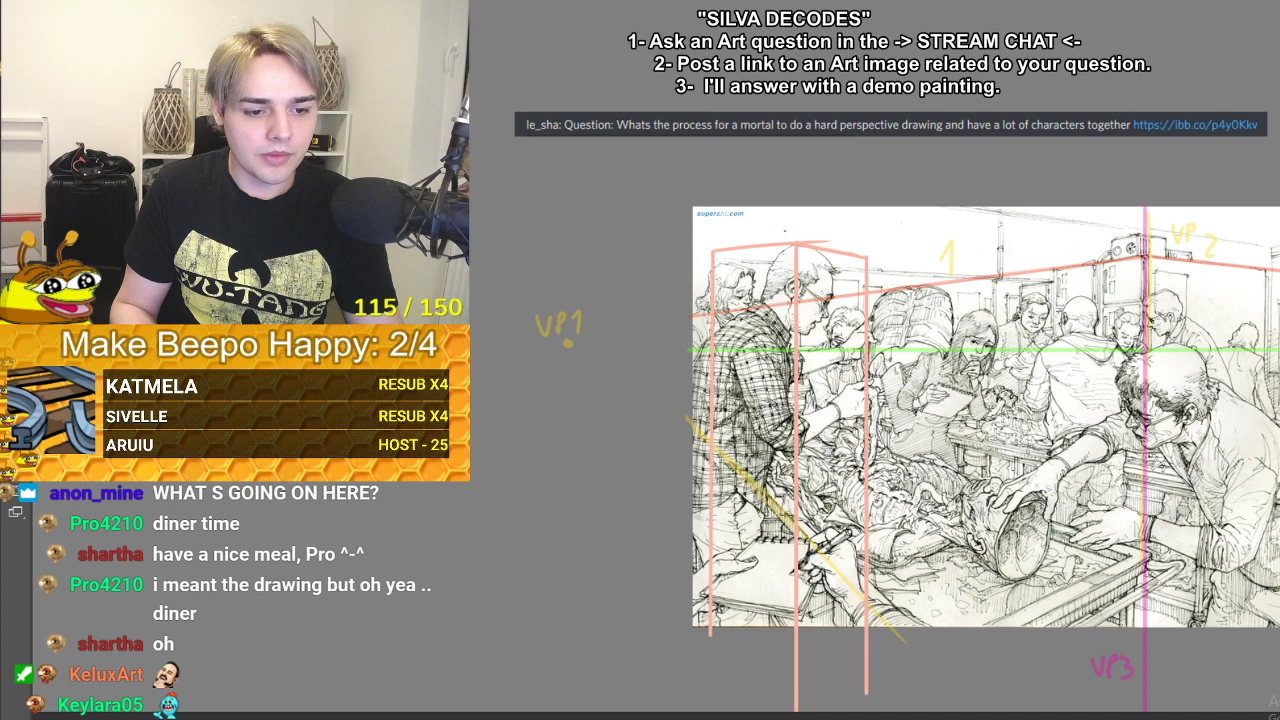 "SILVA DECODES"
1- Ask an Art question in the -> STREAM CHAT <-
2- Post a link to an Art image related to your question.
3- I'll answer with a demo painting.
le_sha: Question: Whats the process for a mortal to do a hard perspective drawing and have a lot of characters together https://ibb.co/p4y0Kkv
superani.com
VP 2
1
VP1
VP3
WU-TANG
115 / 150
Make Beepo Happy: 2/4
KATMELA RESUB X4
SIVELLE RESUB X4
ARUIU HOST - 25
anon_mine WHAT S GOING ON HERE?
Pro4210 diner time
shartha have a nice meal, Pro ^-^
Pro4210 i meant the drawing but oh yea ..
diner
shartha oh
KeluxArt
Keylara05